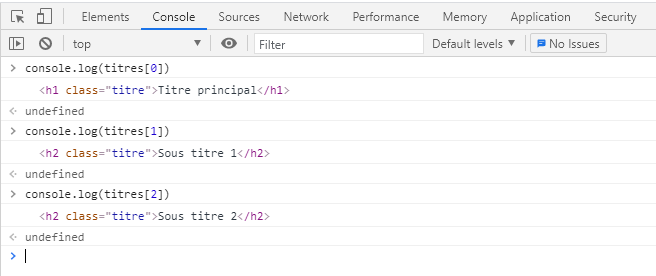 Elements Console Sources Network Performance Memory Application Security
top Filter Default levels No Issues
console.log(titres[0])
<h1 class="titre">Titre principal</h1>
undefined
console.log(titres[1])
<h2 class="titre">Sous titre 1</h2>
undefined
console.log(titres[2])
<h2 class="titre">Sous titre 2</h2>
undefined